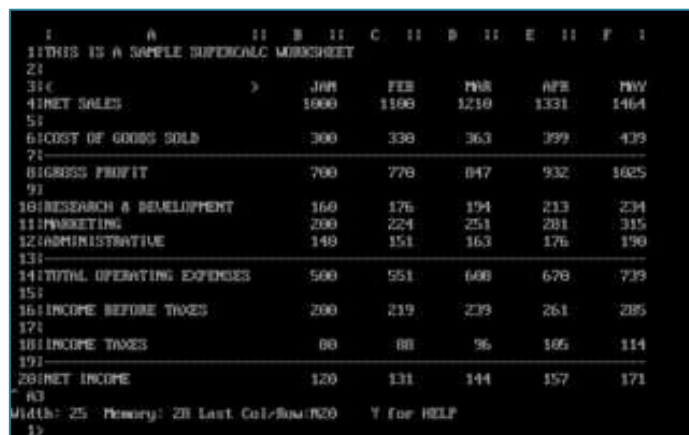 | A || B || C || D || E || F |
1|THIS IS A SAMPLE SUPERCALC WORKSHEET
2|
3|< > JAN FEB MAR APR MAY
4|NET SALES 1000 1100 1210 1331 1464
5|
6|COST OF GOODS SOLD 300 330 363 399 439
7|
8|GROSS PROFIT 700 770 847 932 1025
9|
10|RESEARCH & DEVELOPMENT 160 176 194 213 234
11|MARKETING 200 224 251 281 315
12|ADMINISTRATIVE 140 151 163 176 190
13|
14|TOTAL OPERATING EXPENSES 500 551 608 670 739
15|
16|INCOME BEFORE TAXES 200 219 239 261 285
17|
18|INCOME TAXES 80 88 96 105 114
19|
20|NET INCOME 120 131 144 157 171
^ A3
Width: 25 Memory: 28 Last Col/Row:N20 ? for HELP
1>